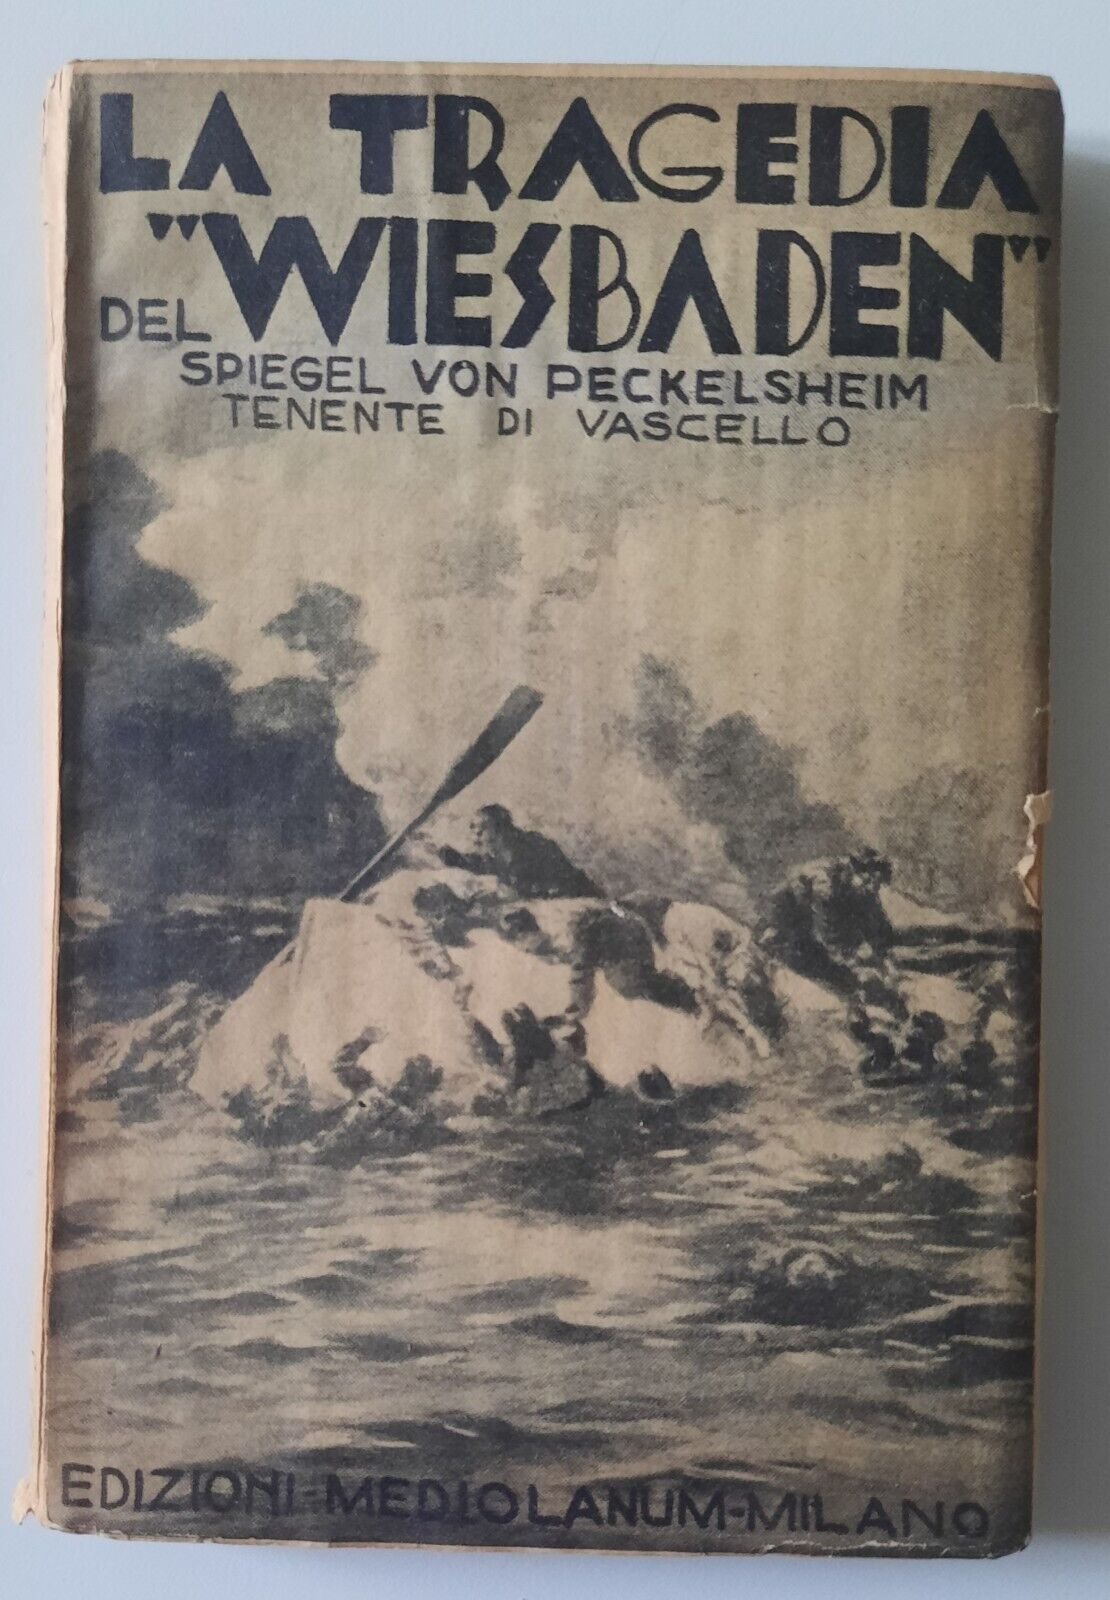 LA TRAGEDIA
DEL "WIESBADEN"
SPIEGEL VON PECKELSHEIM
TENENTE DI VASCELLO
EDIZIONI-MEDIOLANUM-MILANO